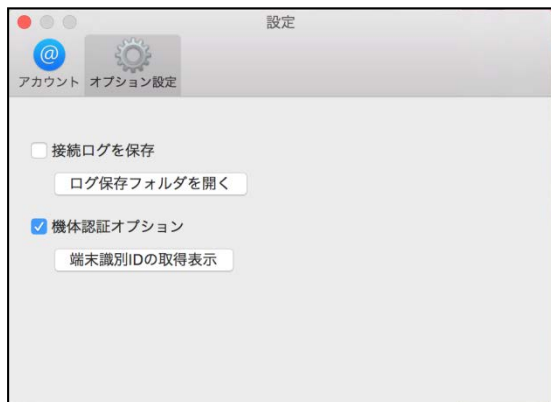 設定
@
アカウント オプション設定
接続ログを保存
ログ保存フォルダを開く
機体認証オプション
端末識別IDの取得表示